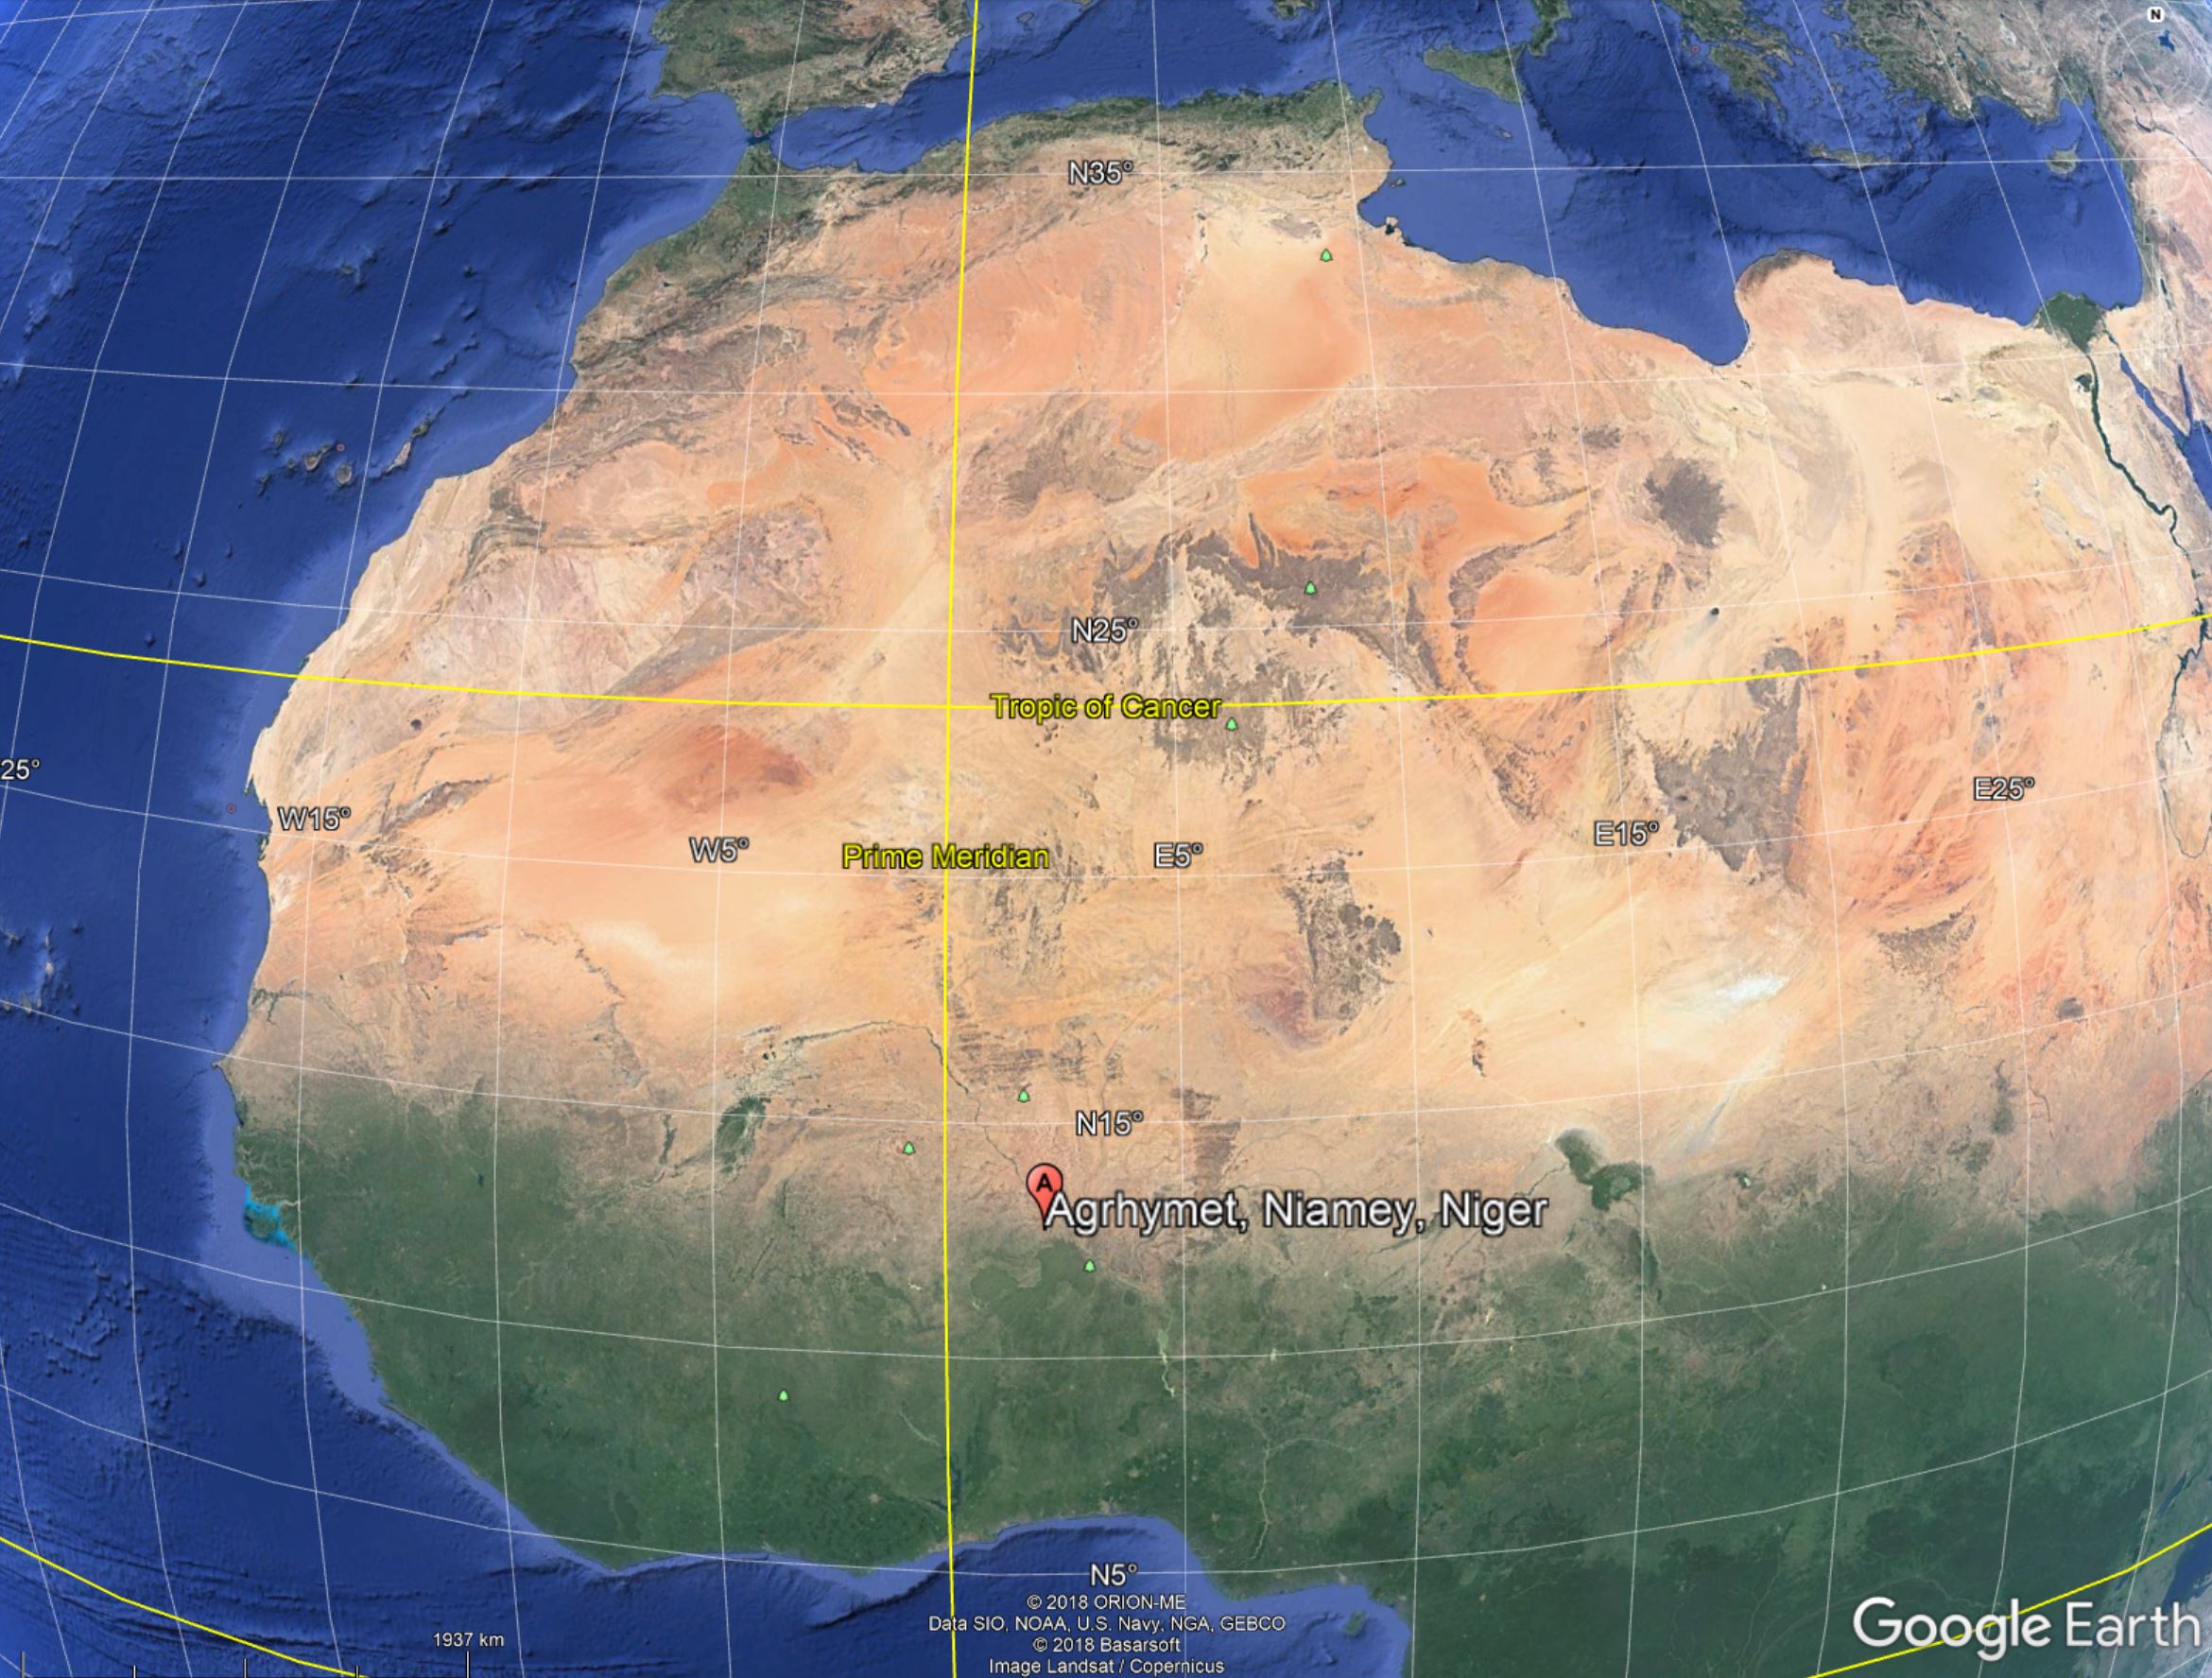 N
N35°
N25°
Tropic of Cancer
25°
E25°
W15°
E15°
W5°
Prime Meridian
E5°
N15°
A
Agrhymet, Niamey, Niger
N5°
© 2018 ORION-ME
Data SIO, NOAA, U.S. Navy, NGA, GEBCO
© 2018 Basarsoft
Image Landsat / Copernicus
1937 km
Google Earth